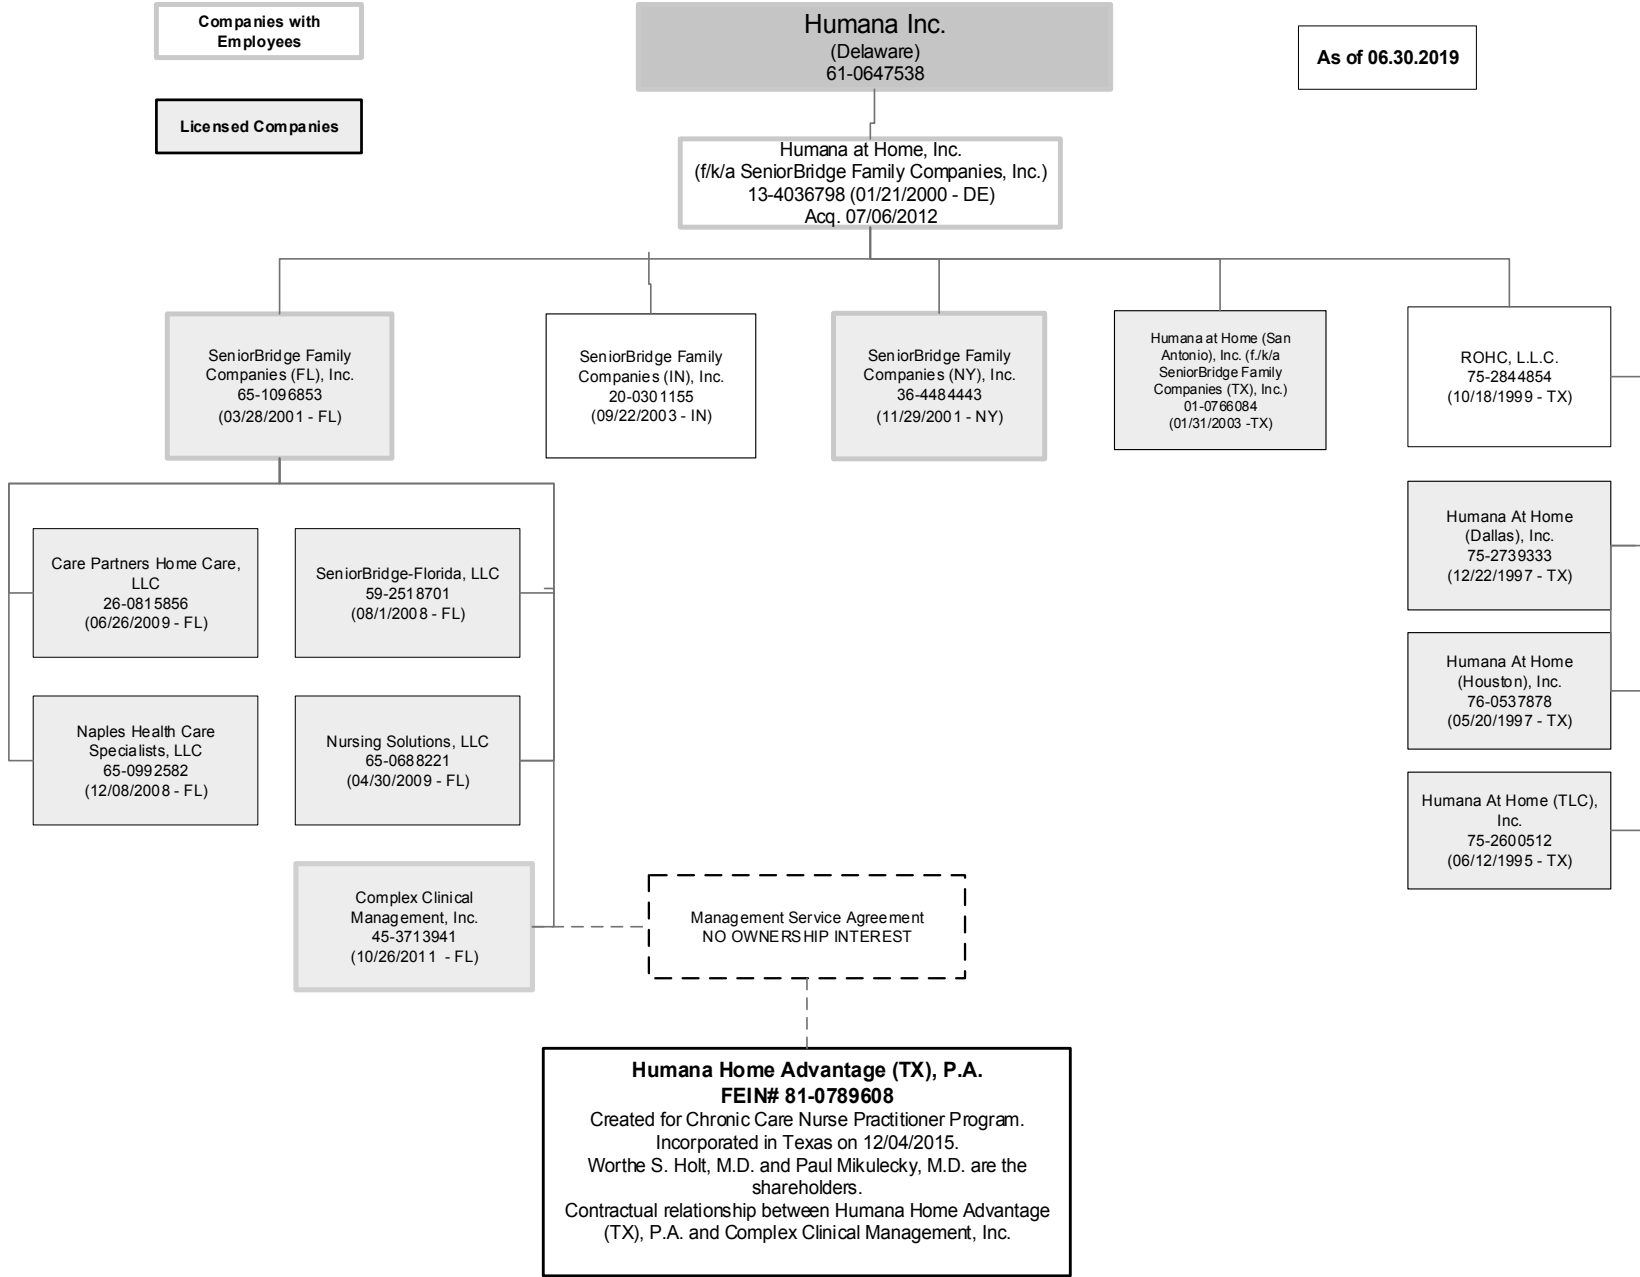 Companies with
Employees
Humana Inc.
(Delaware)
61-0647538
As of 06.30.2019
Licensed Companies
Humana at Home, Inc.
(f/k/a SeniorBridge Family Companies, Inc.)
13-4036798 (01/21/2000 - DE)
Acq. 07/06/2012
SeniorBridge Family
Companies (FL), Inc.
65-1096853
(03/28/2001 - FL)
SeniorBridge Family
Companies (IN), Inc.
20-0301155
(09/22/2003 - IN)
SeniorBridge Family
Companies (NY), Inc.
36-4484443
(11/29/2001 - NY)
Humana at Home (San
Antonio), Inc. (f./k/a
SeniorBridge Family
Companies (TX), Inc.)
01-0766084
(01/31/2003 -TX)
ROHC, L.L.C.
75-2844854
(10/18/1999 - TX)
Care Partners Home Care,
LLC
26-0815856
(06/26/2009 - FL)
SeniorBridge-Florida, LLC
59-2518701
(08/1/2008 - FL)
Humana At Home
(Dallas), Inc.
75-2739333
(12/22/1997 - TX)
Naples Health Care
Specialists, LLC
65-0992582
(12/08/2008 - FL)
Nursing Solutions, LLC
65-0688221
(04/30/2009 - FL)
Humana At Home
(Houston), Inc.
76-0537878
(05/20/1997 - TX)
Humana At Home (TLC),
Inc.
75-2600512
(06/12/1995 - TX)
Complex Clinical
Management, Inc.
45-3713941
(10/26/2011 - FL)
Management Service Agreement
NO OWNERSHIP INTEREST
Humana Home Advantage (TX), P.A.
FEIN# 81-0789608
Created for Chronic Care Nurse Practitioner Program.
Incorporated in Texas on 12/04/2015.
Worthe S. Holt, M.D. and Paul Mikulecky, M.D. are the
shareholders.
Contractual relationship between Humana Home Advantage
(TX), P.A. and Complex Clinical Management, Inc.